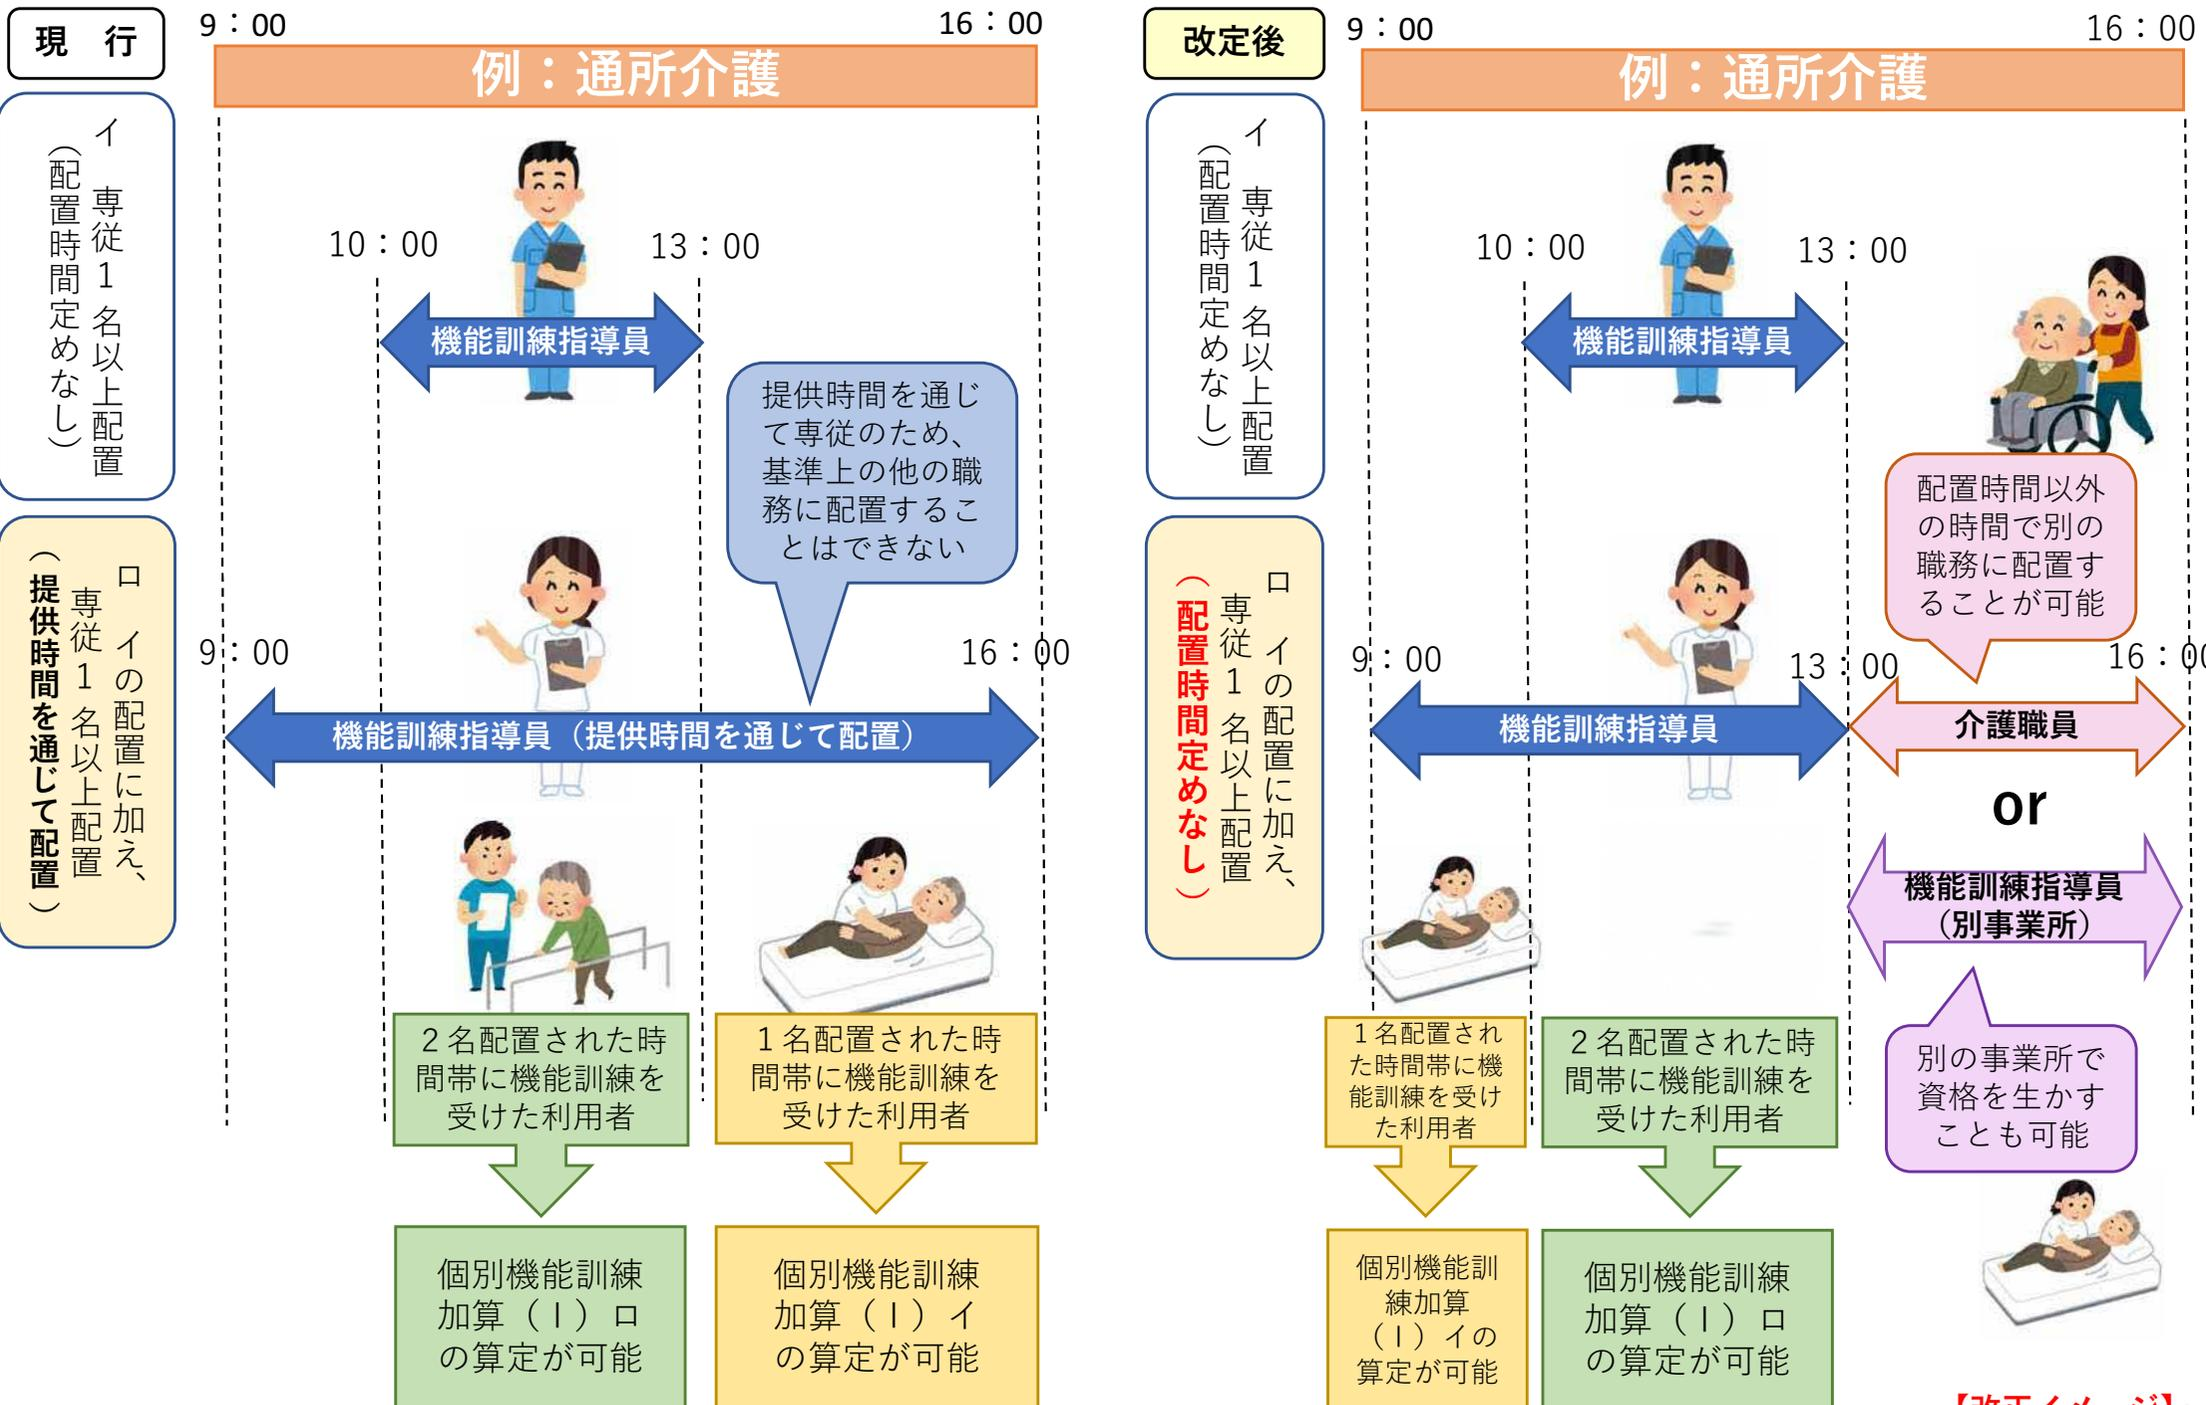 現　行
9：00
16：00
例：通所介護
イ　専従１名以上配置
（配置時間定めなし）
10：00
13：00
機能訓練指導員
提供時間を通じ
て専従のため、
基準上の他の職
務に配置するこ
とはできない
ロ　イの配置に加え、
専従１名以上配置
（提供時間を通じて配置）
9：00
16：00
機能訓練指導員（提供時間を通じて配置）
２名配置された時
間帯に機能訓練を
受けた利用者
１名配置された時
間帯に機能訓練を
受けた利用者
個別機能訓練
加算（Ⅰ）ロ
の算定が可能
個別機能訓練
加算（Ⅰ）イ
の算定が可能
改定後
9：00
16：00
例：通所介護
イ　専従１名以上配置
（配置時間定めなし）
10：00
13：00
機能訓練指導員
配置時間以外
の時間で別の
職務に配置す
ることが可能
ロ　イの配置に加え、
専従１名以上配置
（配置時間定めなし）
9：00
13：00
16：00
機能訓練指導員
介護職員
or
機能訓練指導員
（別事業所）
別の事業所で
資格を生かす
ことも可能
１名配置され
た時間帯に機
能訓練を受け
た利用者
２名配置された時
間帯に機能訓練を
受けた利用者
個別機能訓
練加算
（Ⅰ）イの
算定が可能
個別機能訓練
加算（Ⅰ）ロ
の算定が可能
【改正イメージ】